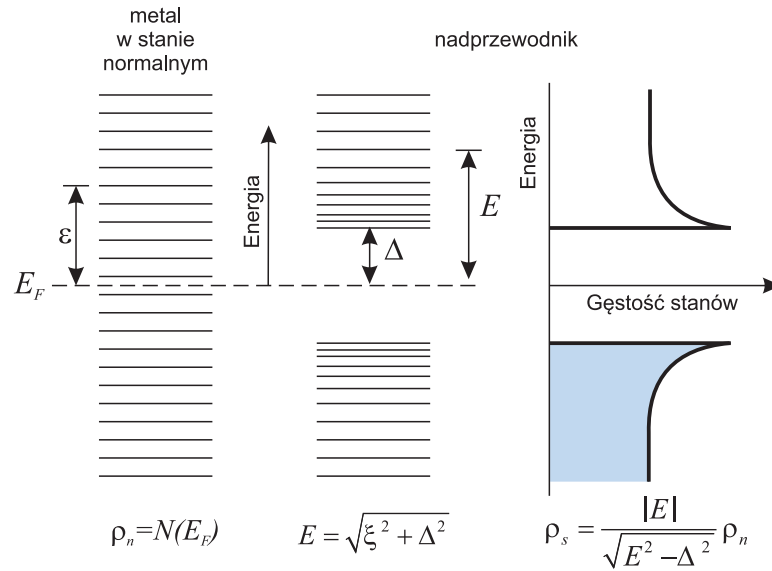 metal
w stanie
normalnym
nadprzewodnik
ε
Energia
Δ
E
Energia
E_F
Gęstość stanów
ρ_n=N(E_F)
E = √(ξ² + Δ²)
ρ_s = |E| / √(E² − Δ²) ρ_n